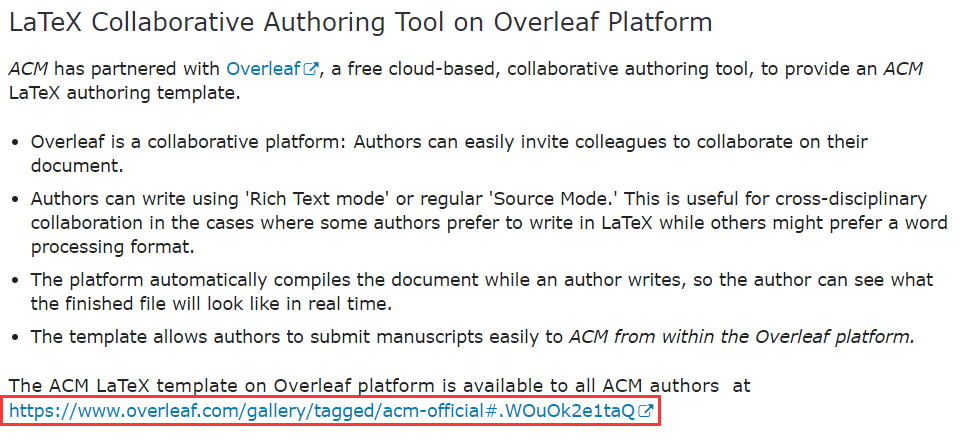 LaTeX Collaborative Authoring Tool on Overleaf Platform
ACM has partnered with Overleaf, a free cloud-based, collaborative authoring tool, to provide an ACM
LaTeX authoring template.
• Overleaf is a collaborative platform: Authors can easily invite colleagues to collaborate on their
document.
• Authors can write using 'Rich Text mode' or regular 'Source Mode.' This is useful for cross-disciplinary
collaboration in the cases where some authors prefer to write in LaTeX while others might prefer a word
processing format.
• The platform automatically compiles the document while an author writes, so the author can see what
the finished file will look like in real time.
• The template allows authors to submit manuscripts easily to ACM from within the Overleaf platform.
The ACM LaTeX template on Overleaf platform is available to all ACM authors at
https://www.overleaf.com/gallery/tagged/acm-official#.WOuOk2e1taQ